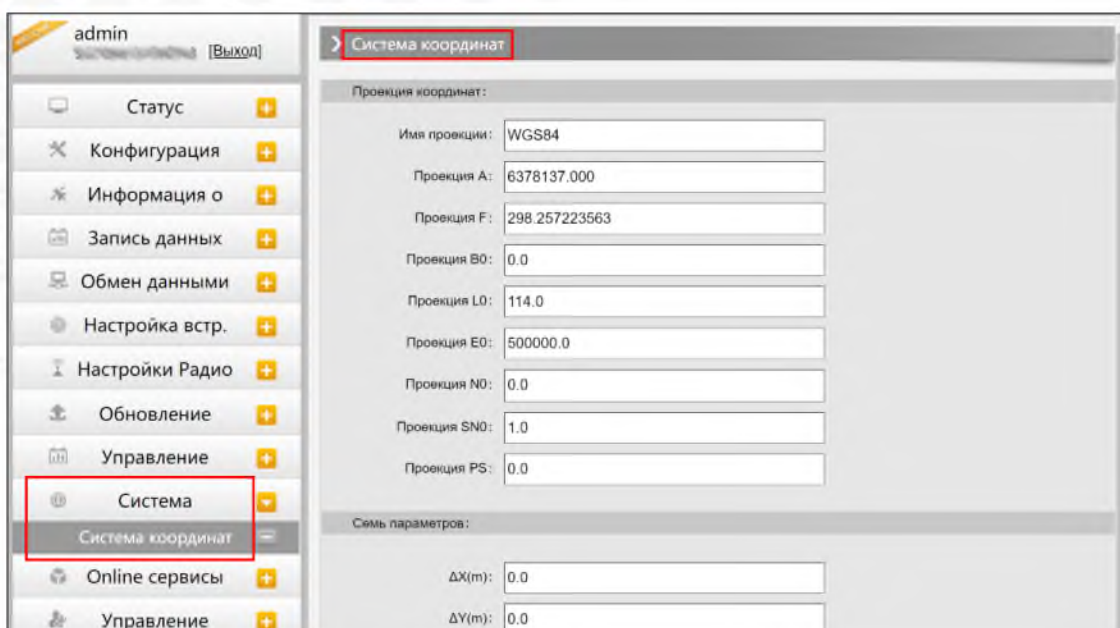 admin
[Выход]
Статус
Конфигурация
Информация о
Запись данных
Обмен данными
Настройка встр.
Настройки Радио
Обновление
Управление
Система
Система координат
Online сервисы
Управление
Система координат
Проекция координат:
Имя проекции: WGS84
Проекция A: 6378137.000
Проекция F: 298.257223563
Проекция B0: 0.0
Проекция L0: 114.0
Проекция E0: 500000.0
Проекция N0: 0.0
Проекция SN0: 1.0
Проекция PS: 0.0
Семь параметров:
ΔX(m): 0.0
ΔY(m): 0.0